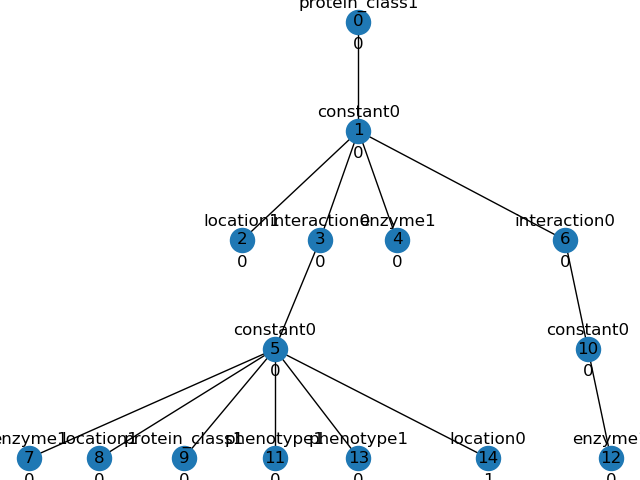 protein_class1
0
0
constant0
1
0
location1 interaction0 enzyme1 interaction0
2 3 4 6
0 0 0 0
constant0 constant0
5 10
0 0
enzyme1 location1 protein_class1 phenotype1 phenotype1 location0 enzyme
7 8 9 11 13 14 12
0 0 0 0 0 1 0